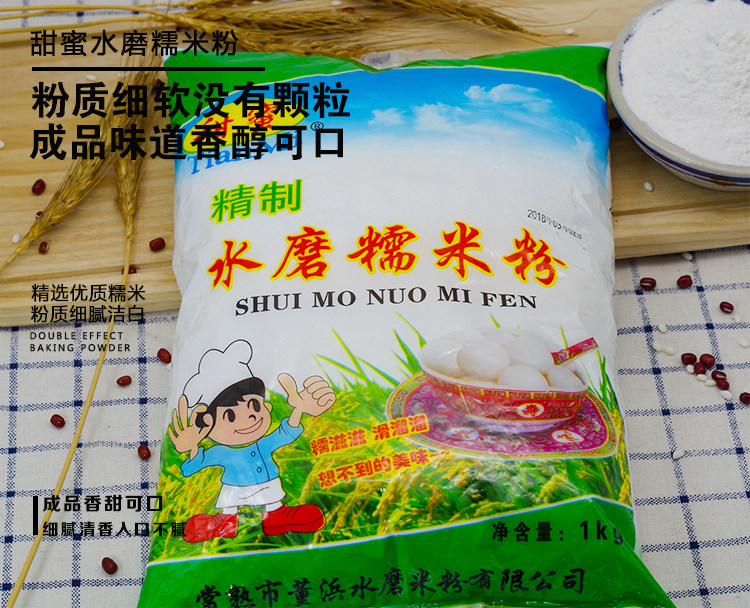 甜蜜水磨糯米粉
粉质细软没有颗粒
成品味道香醇可口
甜蜜®
Tian Mi
精制
水磨糯米粉
SHUI MO NUO MI FEN
精选优质糯米
粉质细腻洁白
DOUBLE EFFECT
BAKING POWDER
糯滋滋 滑溜溜
想不到的美味
成品香甜可口
细腻清香入口不腻
净含量：1kg
常熟市董浜水磨米粉有限公司